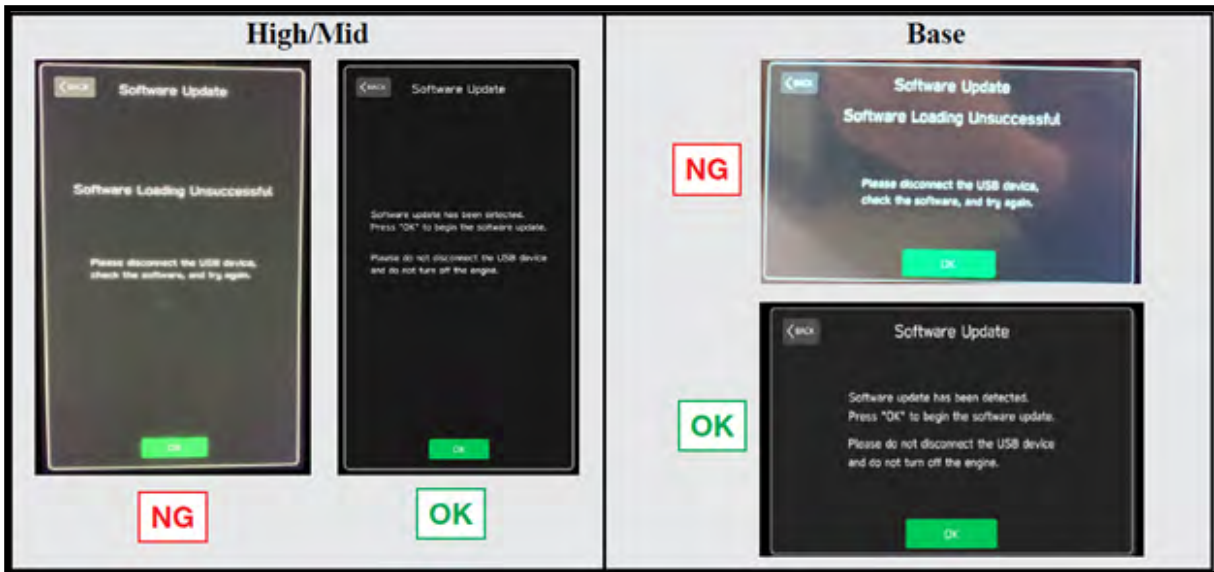 High/Mid
< BACK
Software Update
Software Loading Unsuccessful
Please disconnect the USB device,
check the software, and try again.
OK
NG
< BACK
Software Update
Software update has been detected.
Press "OK" to begin the software update.
Please do not disconnect the USB device
and do not turn off the engine.
OK
OK
Base
NG
< BACK
Software Update
Software Loading Unsuccessful
Please disconnect the USB device,
check the software, and try again.
OK
OK
< BACK
Software Update
Software update has been detected.
Press "OK" to begin the software update.
Please do not disconnect the USB device
and do not turn off the engine.
OK